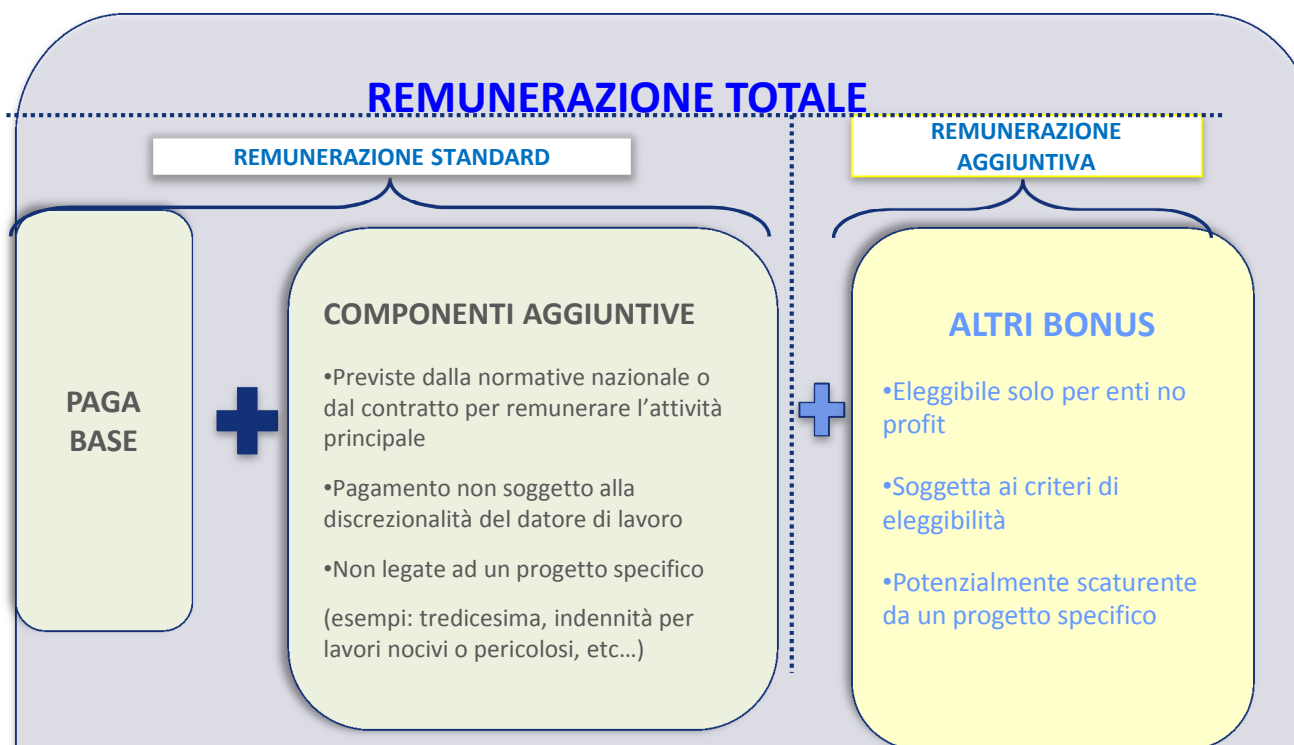 REMUNERAZIONE TOTALE
REMUNERAZIONE STANDARD
REMUNERAZIONE
AGGIUNTIVA
PAGA
BASE
COMPONENTI AGGIUNTIVE
•Previste dalla normative nazionale o
dal contratto per remunerare l’attività
principale
•Pagamento non soggetto alla
discrezionalità del datore di lavoro
•Non legate ad un progetto specifico
(esempi: tredicesima, indennità per
lavori nocivi o pericolosi, etc…)
ALTRI BONUS
•Eleggibile solo per enti no
profit
•Soggetta ai criteri di
eleggibilità
•Potenzialmente scaturente
da un progetto specifico